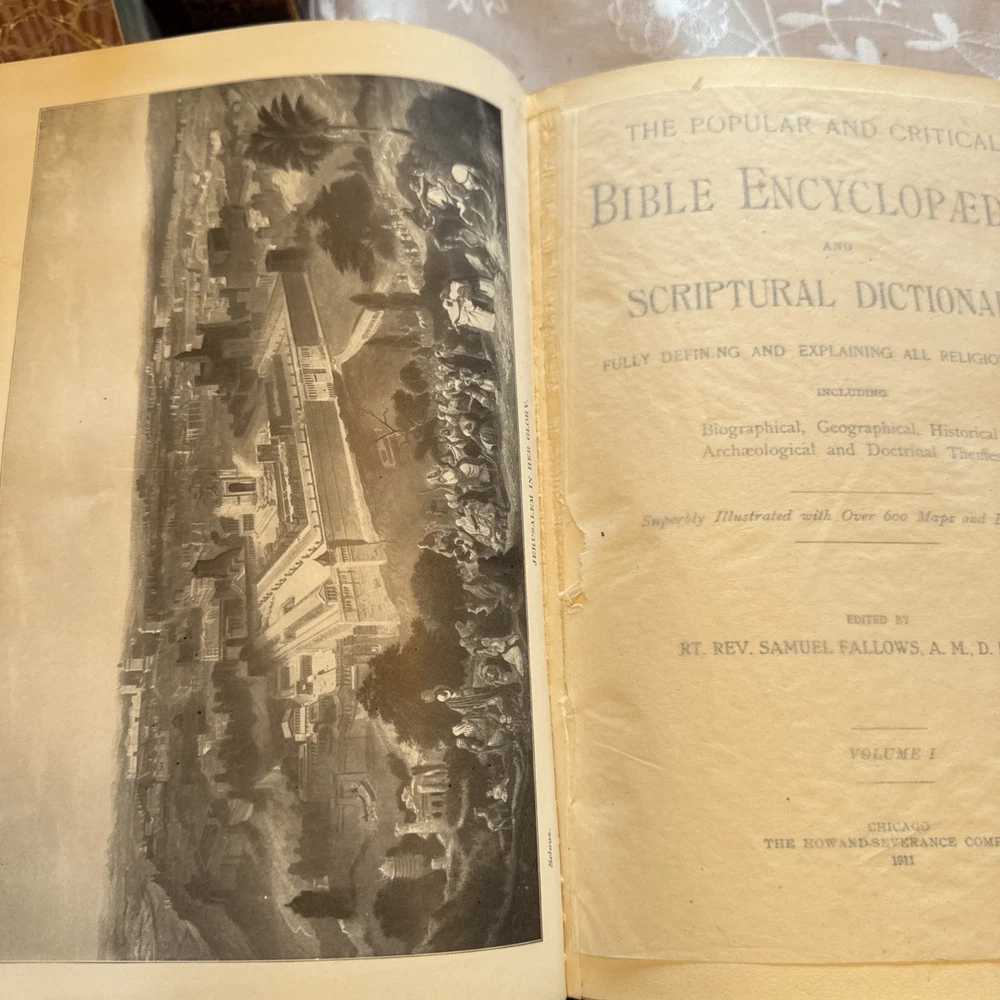 JERUSALEM IN HER GLORY.
Selous.
THE POPULAR AND CRITICAL
BIBLE ENCYCLOPÆD
AND
SCRIPTURAL DICTIONA
FULLY DEFINING AND EXPLAINING ALL RELIGIO
INCLUDING
Biographical, Geographical, Historical
Archæological and Doctrinal Themes
Superbly Illustrated with Over 600 Maps and
EDITED BY
RT. REV. SAMUEL FALLOWS, A. M., D.
VOLUME I
CHICAGO
THE HOWARD-SEVERANCE COMP
1911